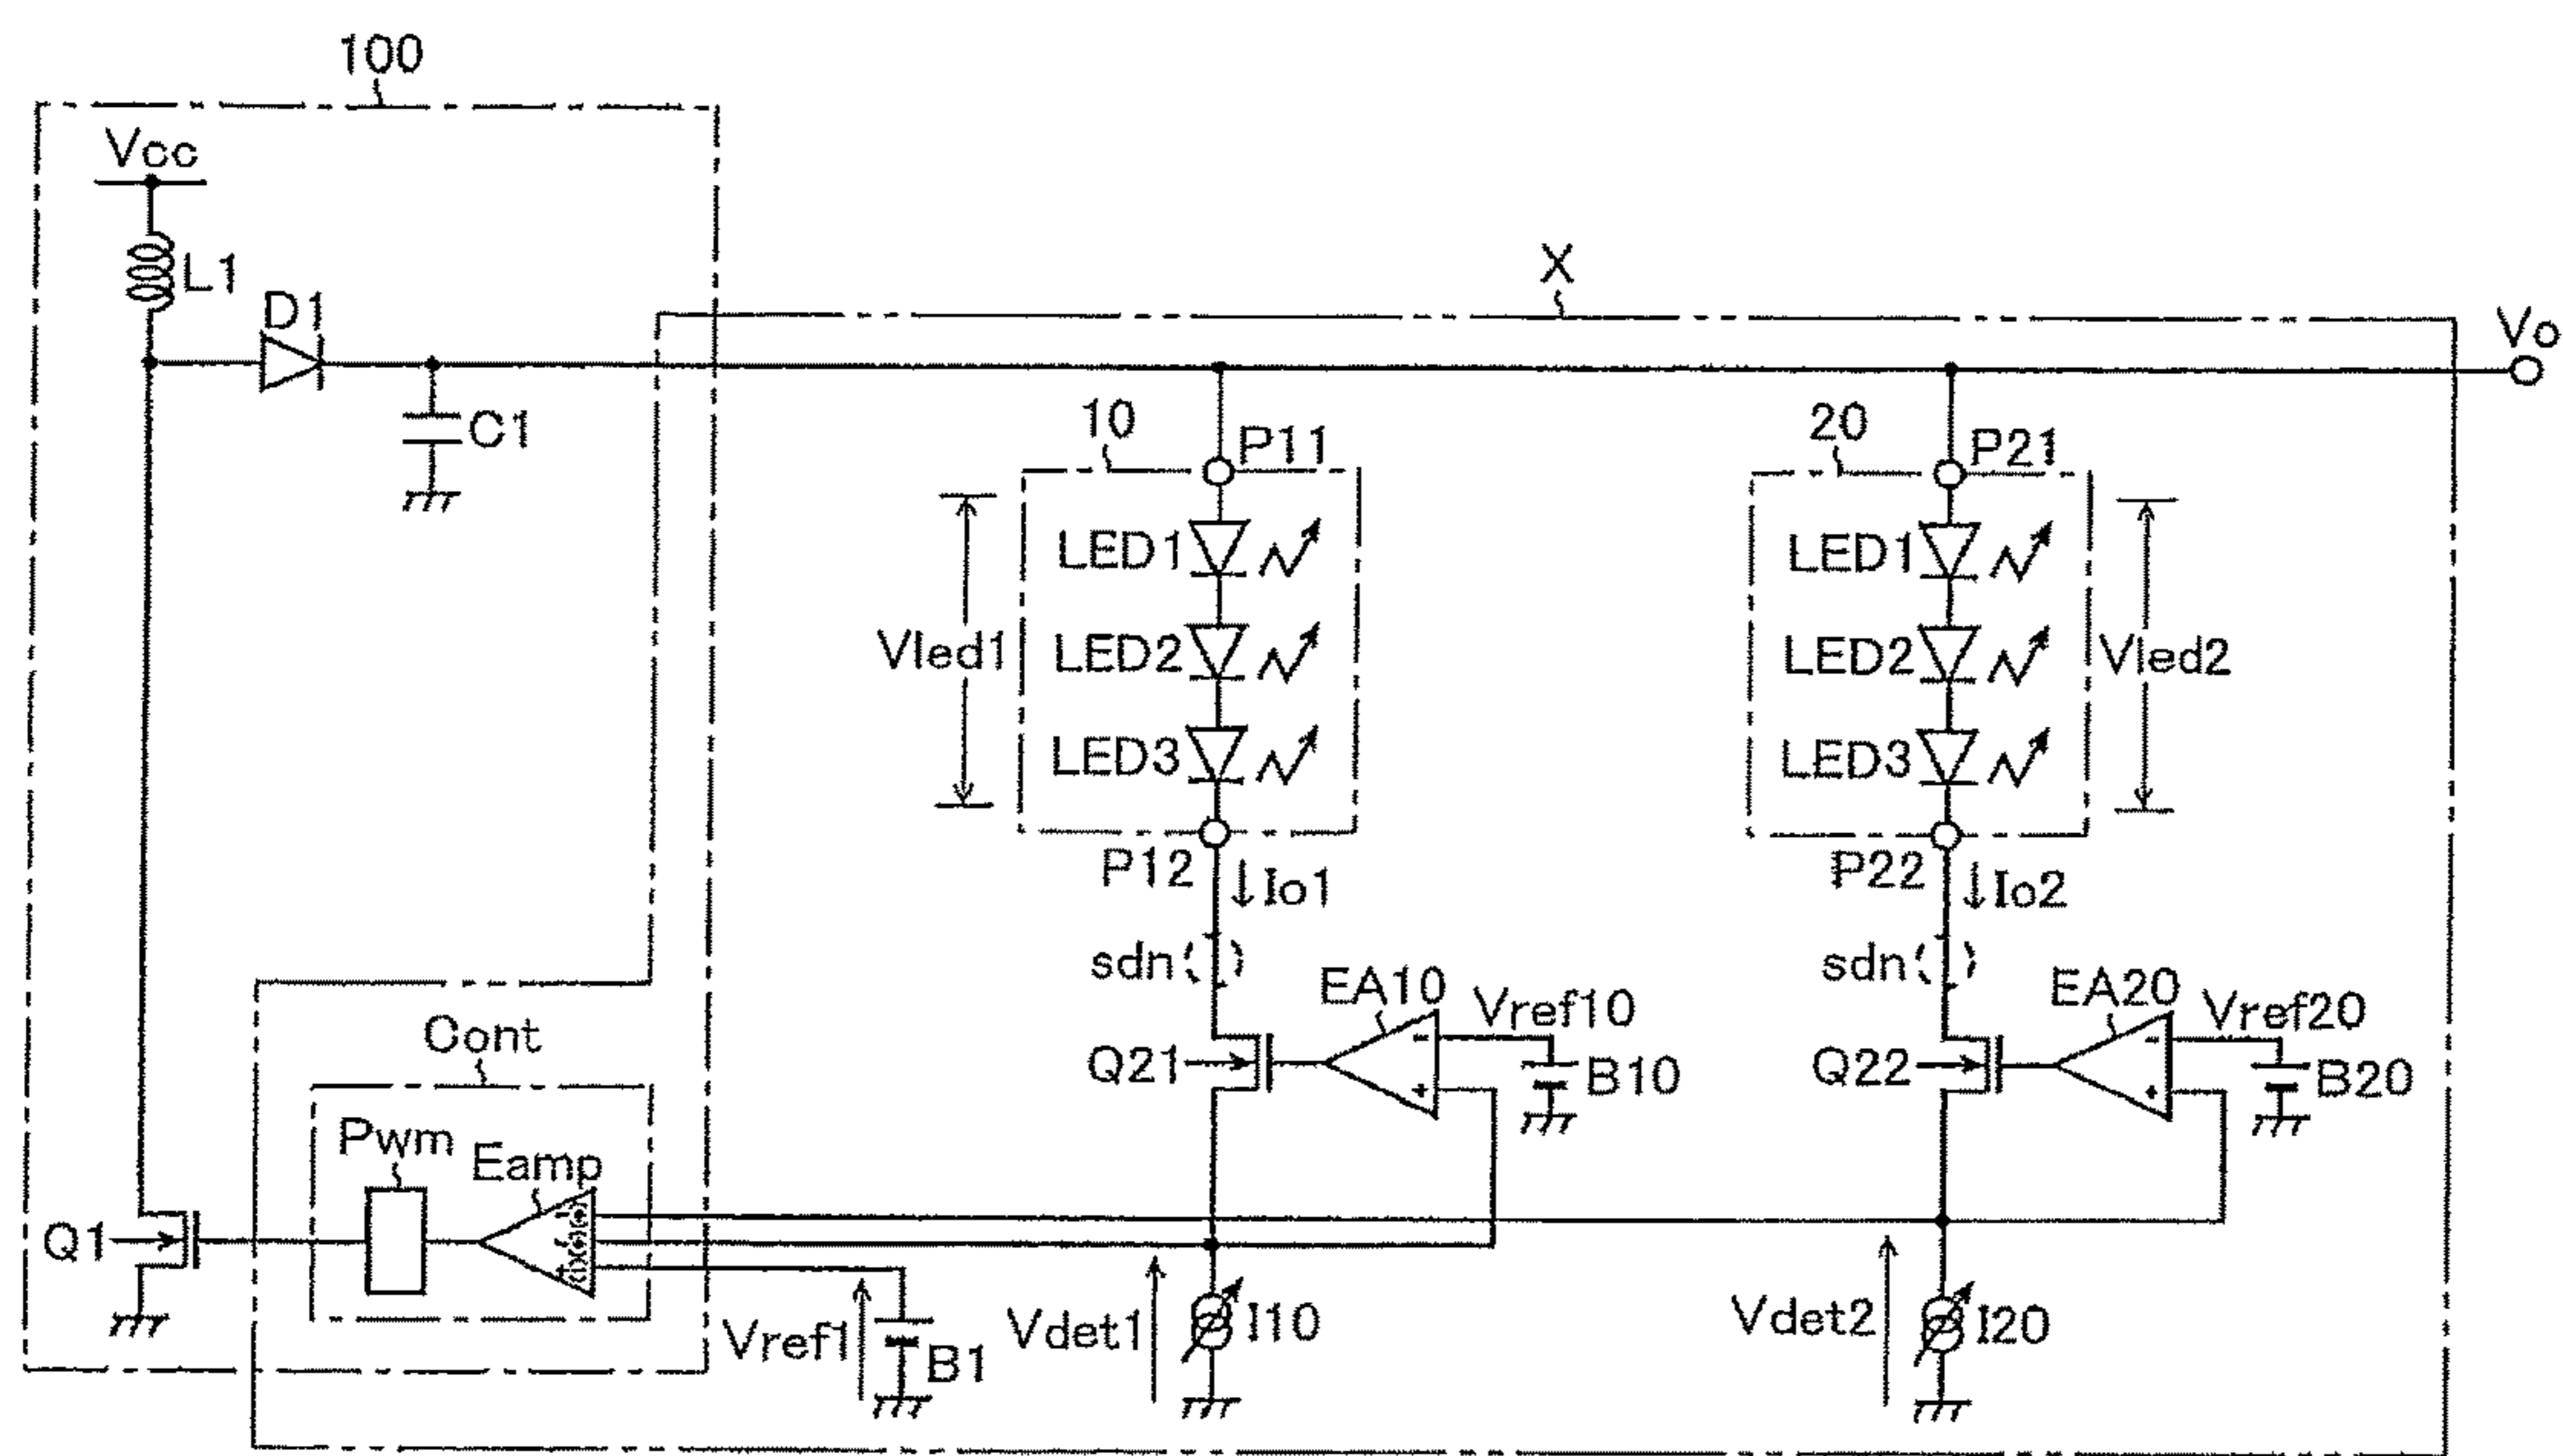 100
Vcc
L1
D1
C1
X
Vo
10
P11
LED1
LED2
LED3
Vled1
P12
Io1
sdn
20
P21
LED1
LED2
LED3
Vled2
P22
Io2
sdn
EA10
Vref10
-
+
Q21
B10
EA20
Vref20
-
+
Q22
B20
Cont
Pwm
Eamp
Q1
Vref1
B1
Vdet1
I10
Vdet2
I20